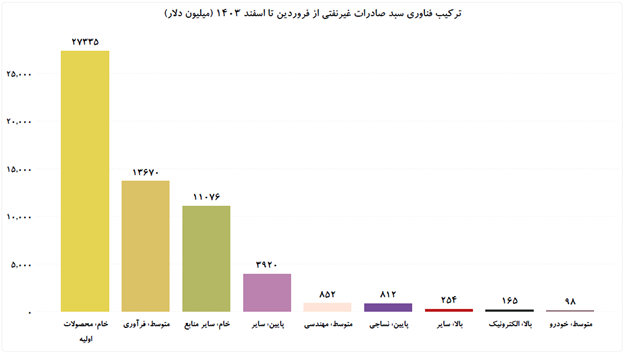 ترکیب فناوری سبد صادرات غیرنفتی از فروردین تا اسفند ۱۴۰۳ (میلیون دلار)
۲۷۳۳۵
۱۳۶۷۰
۱۱۰۷۶
۳۹۲۰
۸۵۲
۸۱۲
۲۵۴
۱۶۵
۹۸
۲۵,۰۰۰
۲۰,۰۰۰
۱۵,۰۰۰
۱۰,۰۰۰
۵,۰۰۰
۰
خام: محصولات
اولیه
متوسط: فرآوری
خام: سایر منابع
پایین: سایر
متوسط: مهندسی
پایین: نساجی
بالا: سایر
بالا: الکترونیک
متوسط: خودرو